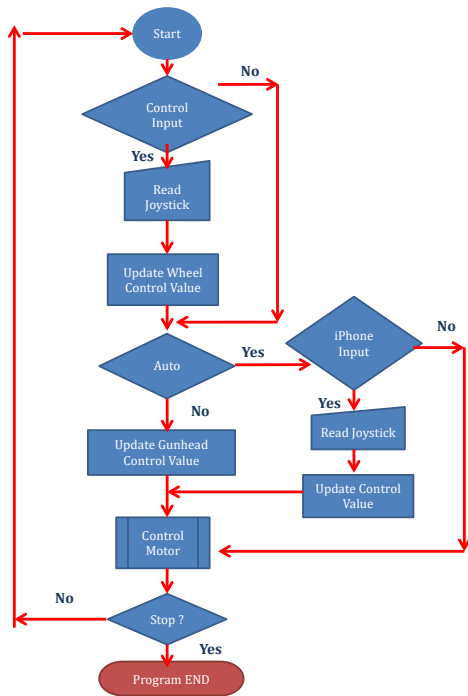 Start
No
Control
Input
Yes
Read
Joystick
Update Wheel
Control Value
iPhone
Input
No
Auto
Yes
Yes
No
Read Joystick
Update Gunhead
Control Value
Update Control
Value
Control
Motor
No
Stop ?
Yes
Program END